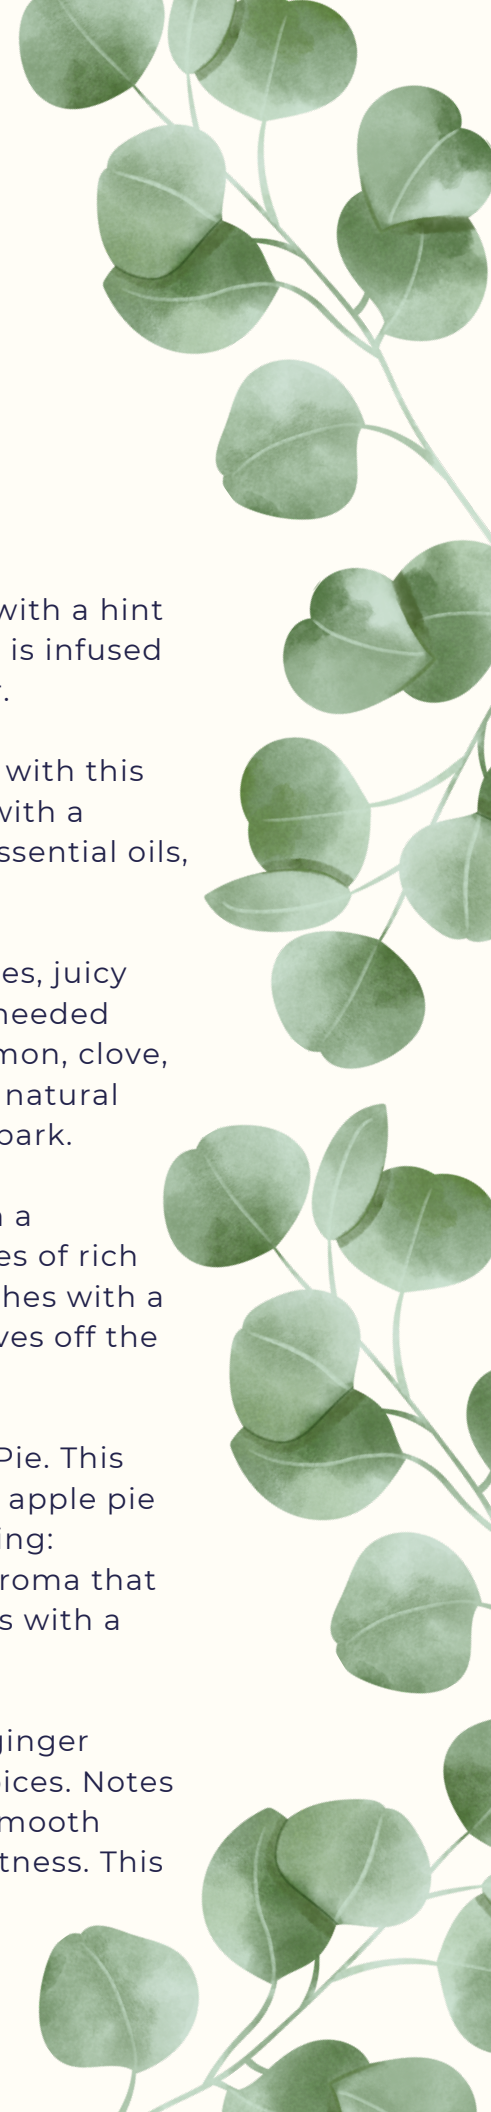 with a hint
is infused
.
with this
with a
ssential oils,
es, juicy
needed
mon, clove,
natural
park.
a
es of rich
hes with a
ves off the
Pie. This
apple pie
ing:
roma that
s with a
ginger
ices. Notes
mooth
tness. This